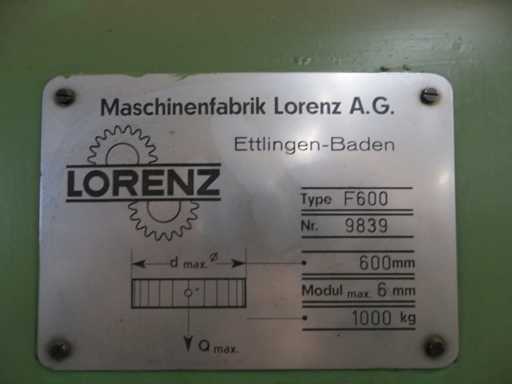 Maschinenfabrik Lorenz A.G.
Ettlingen-Baden
LORENZ
Type F600
Nr. 9839
d max. Ø 600mm
Modul max. 6 mm
Q max. 1000 kg